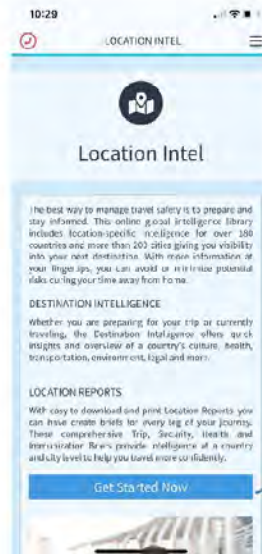 10:29
LOCATION INTEL
Location Intel
The best way to manage travel safety is to prepare and
stay informed. This online global intelligence library
includes location-specific intelligence for over 180
countries and more than 200 cities giving you visibility
into your next destination. With more information at
your fingertips, you can avoid or minimize potential
risks during your time away from home.
DESTINATION INTELLIGENCE
Whether you are preparing for your trip or currently
traveling, the Destination Intelligence offers quick
insights and overview of a country's culture, health,
transportation, environment, legal and more.
LOCATION REPORTS
With easy to download and print Location Reports you
can have create briefs for every leg of your journey.
These comprehensive Trip, Security, Health and
Immunization Briefs provide intelligence at a country
and city level to help you travel more confidently.
Get Started Now